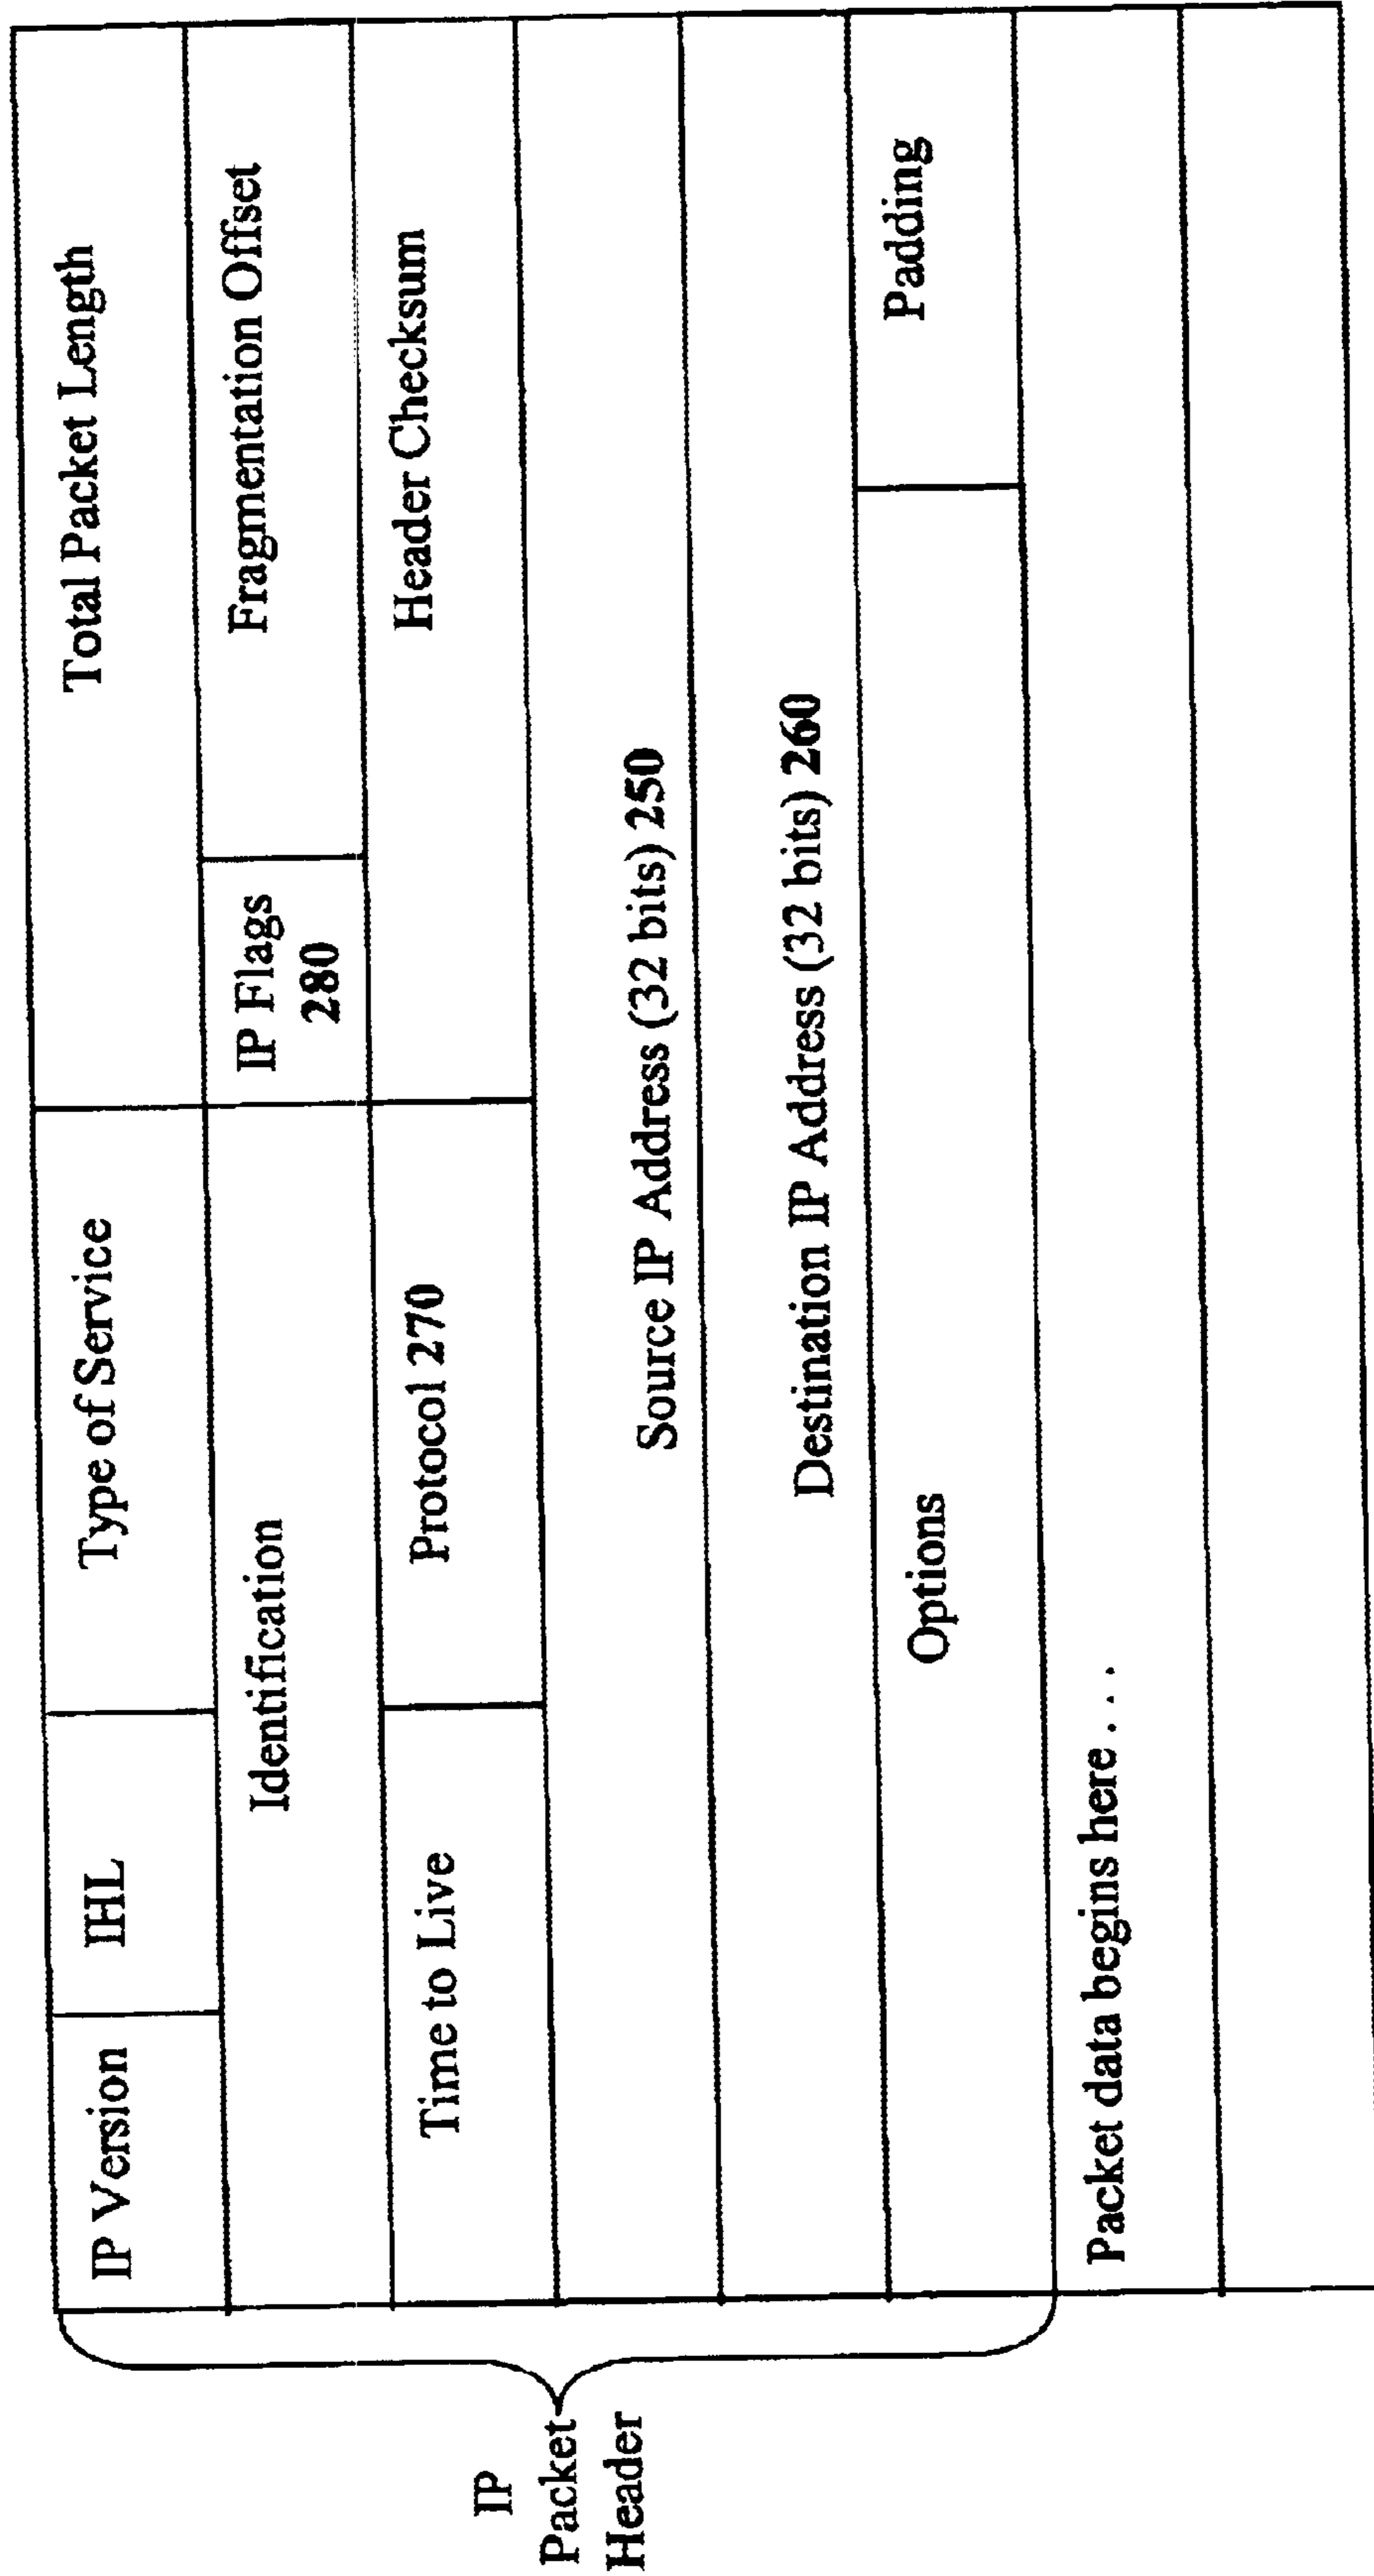 IP Version
IHL
Type of Service
Total Packet Length
Identification
IP Flags
280
Fragmentation Offset
Time to Live
Protocol 270
Header Checksum
IP
Packet
Header
Source IP Address (32 bits) 250
Destination IP Address (32 bits) 260
Options
Padding
Packet data begins here . . .